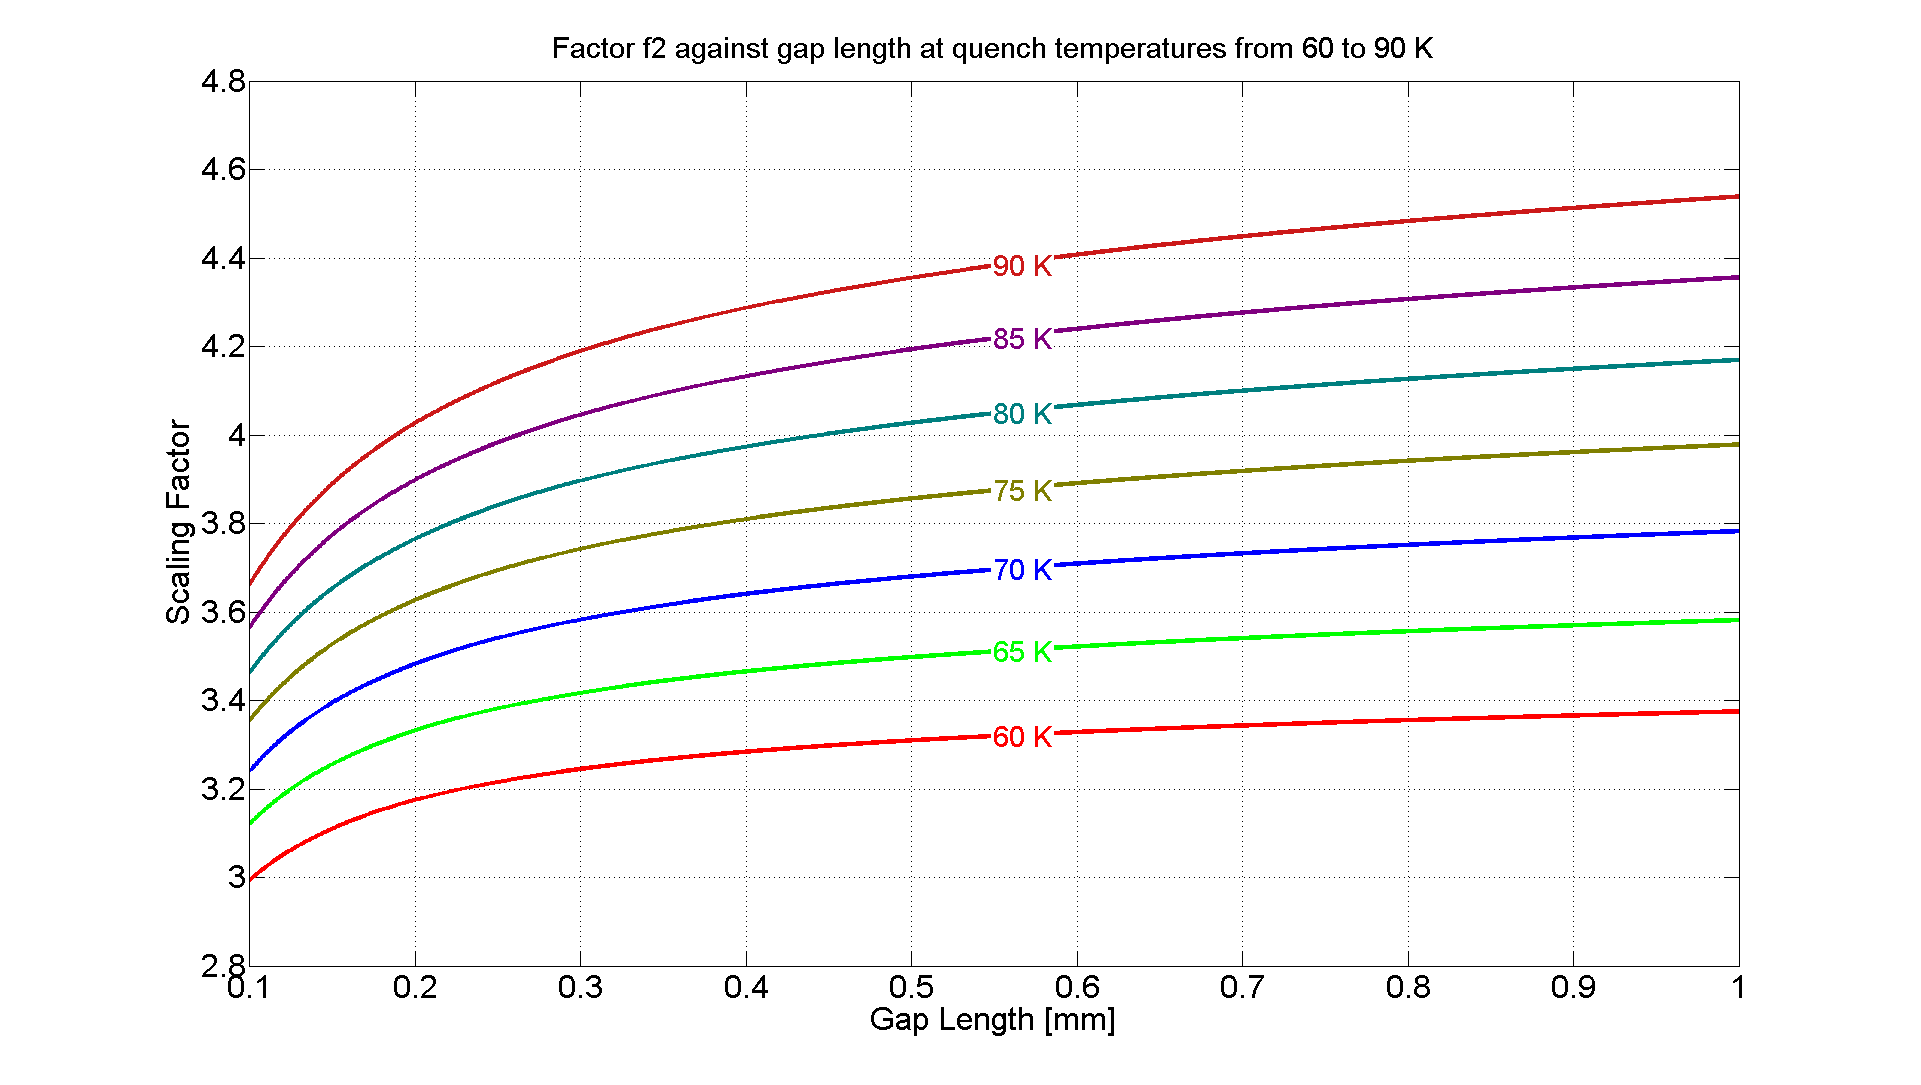 Factor f2 against gap length at quench temperatures from 60 to 90 K
4.8
4.6
4.4
4.2
4
3.8
3.6
3.4
3.2
3
2.8
Scaling Factor
90 K
85 K
80 K
75 K
70 K
65 K
60 K
0.1 0.2 0.3 0.4 0.5 0.6 0.7 0.8 0.9 1
Gap Length [mm]